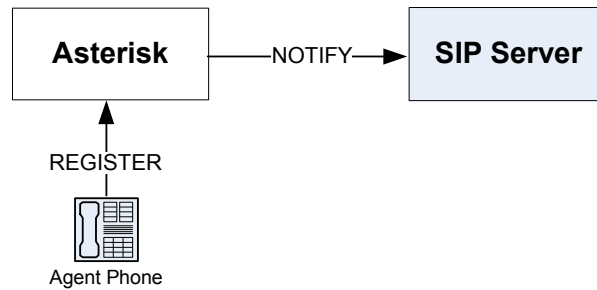 Asterisk
NOTIFY
SIP Server
REGISTER
Agent Phone